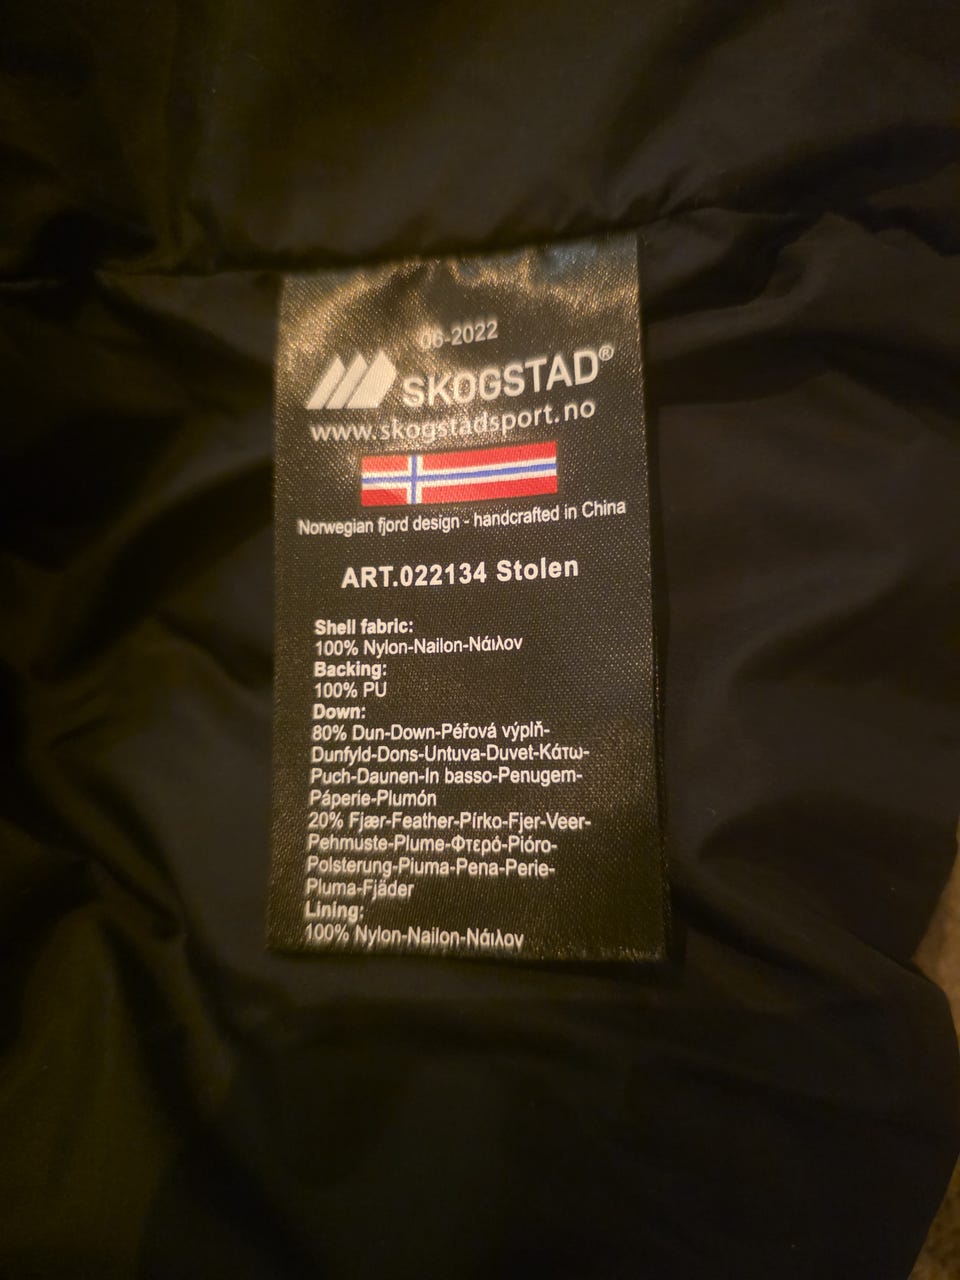 06-2022
SKOGSTAD®
www.skogstadsport.no
Norwegian fjord design - handcrafted in China
ART.022134 Stolen
Shell fabric:
100% Nylon-Nailon-Νάιλον
Backing:
100% PU
Down:
80% Dun-Down-Péřová výplň-
Dunfyld-Dons-Untuva-Duvet-Κάτω-
Puch-Daunen-In basso-Penugem-
Páperie-Plumón
20% Fjær-Feather-Pírko-Fjer-Veer-
Pehmuste-Plume-Φτερό-Pióro-
Polsterung-Piuma-Pena-Perie-
Pluma-Fjäder
Lining:
100% Nylon-Nailon-Νάιλον